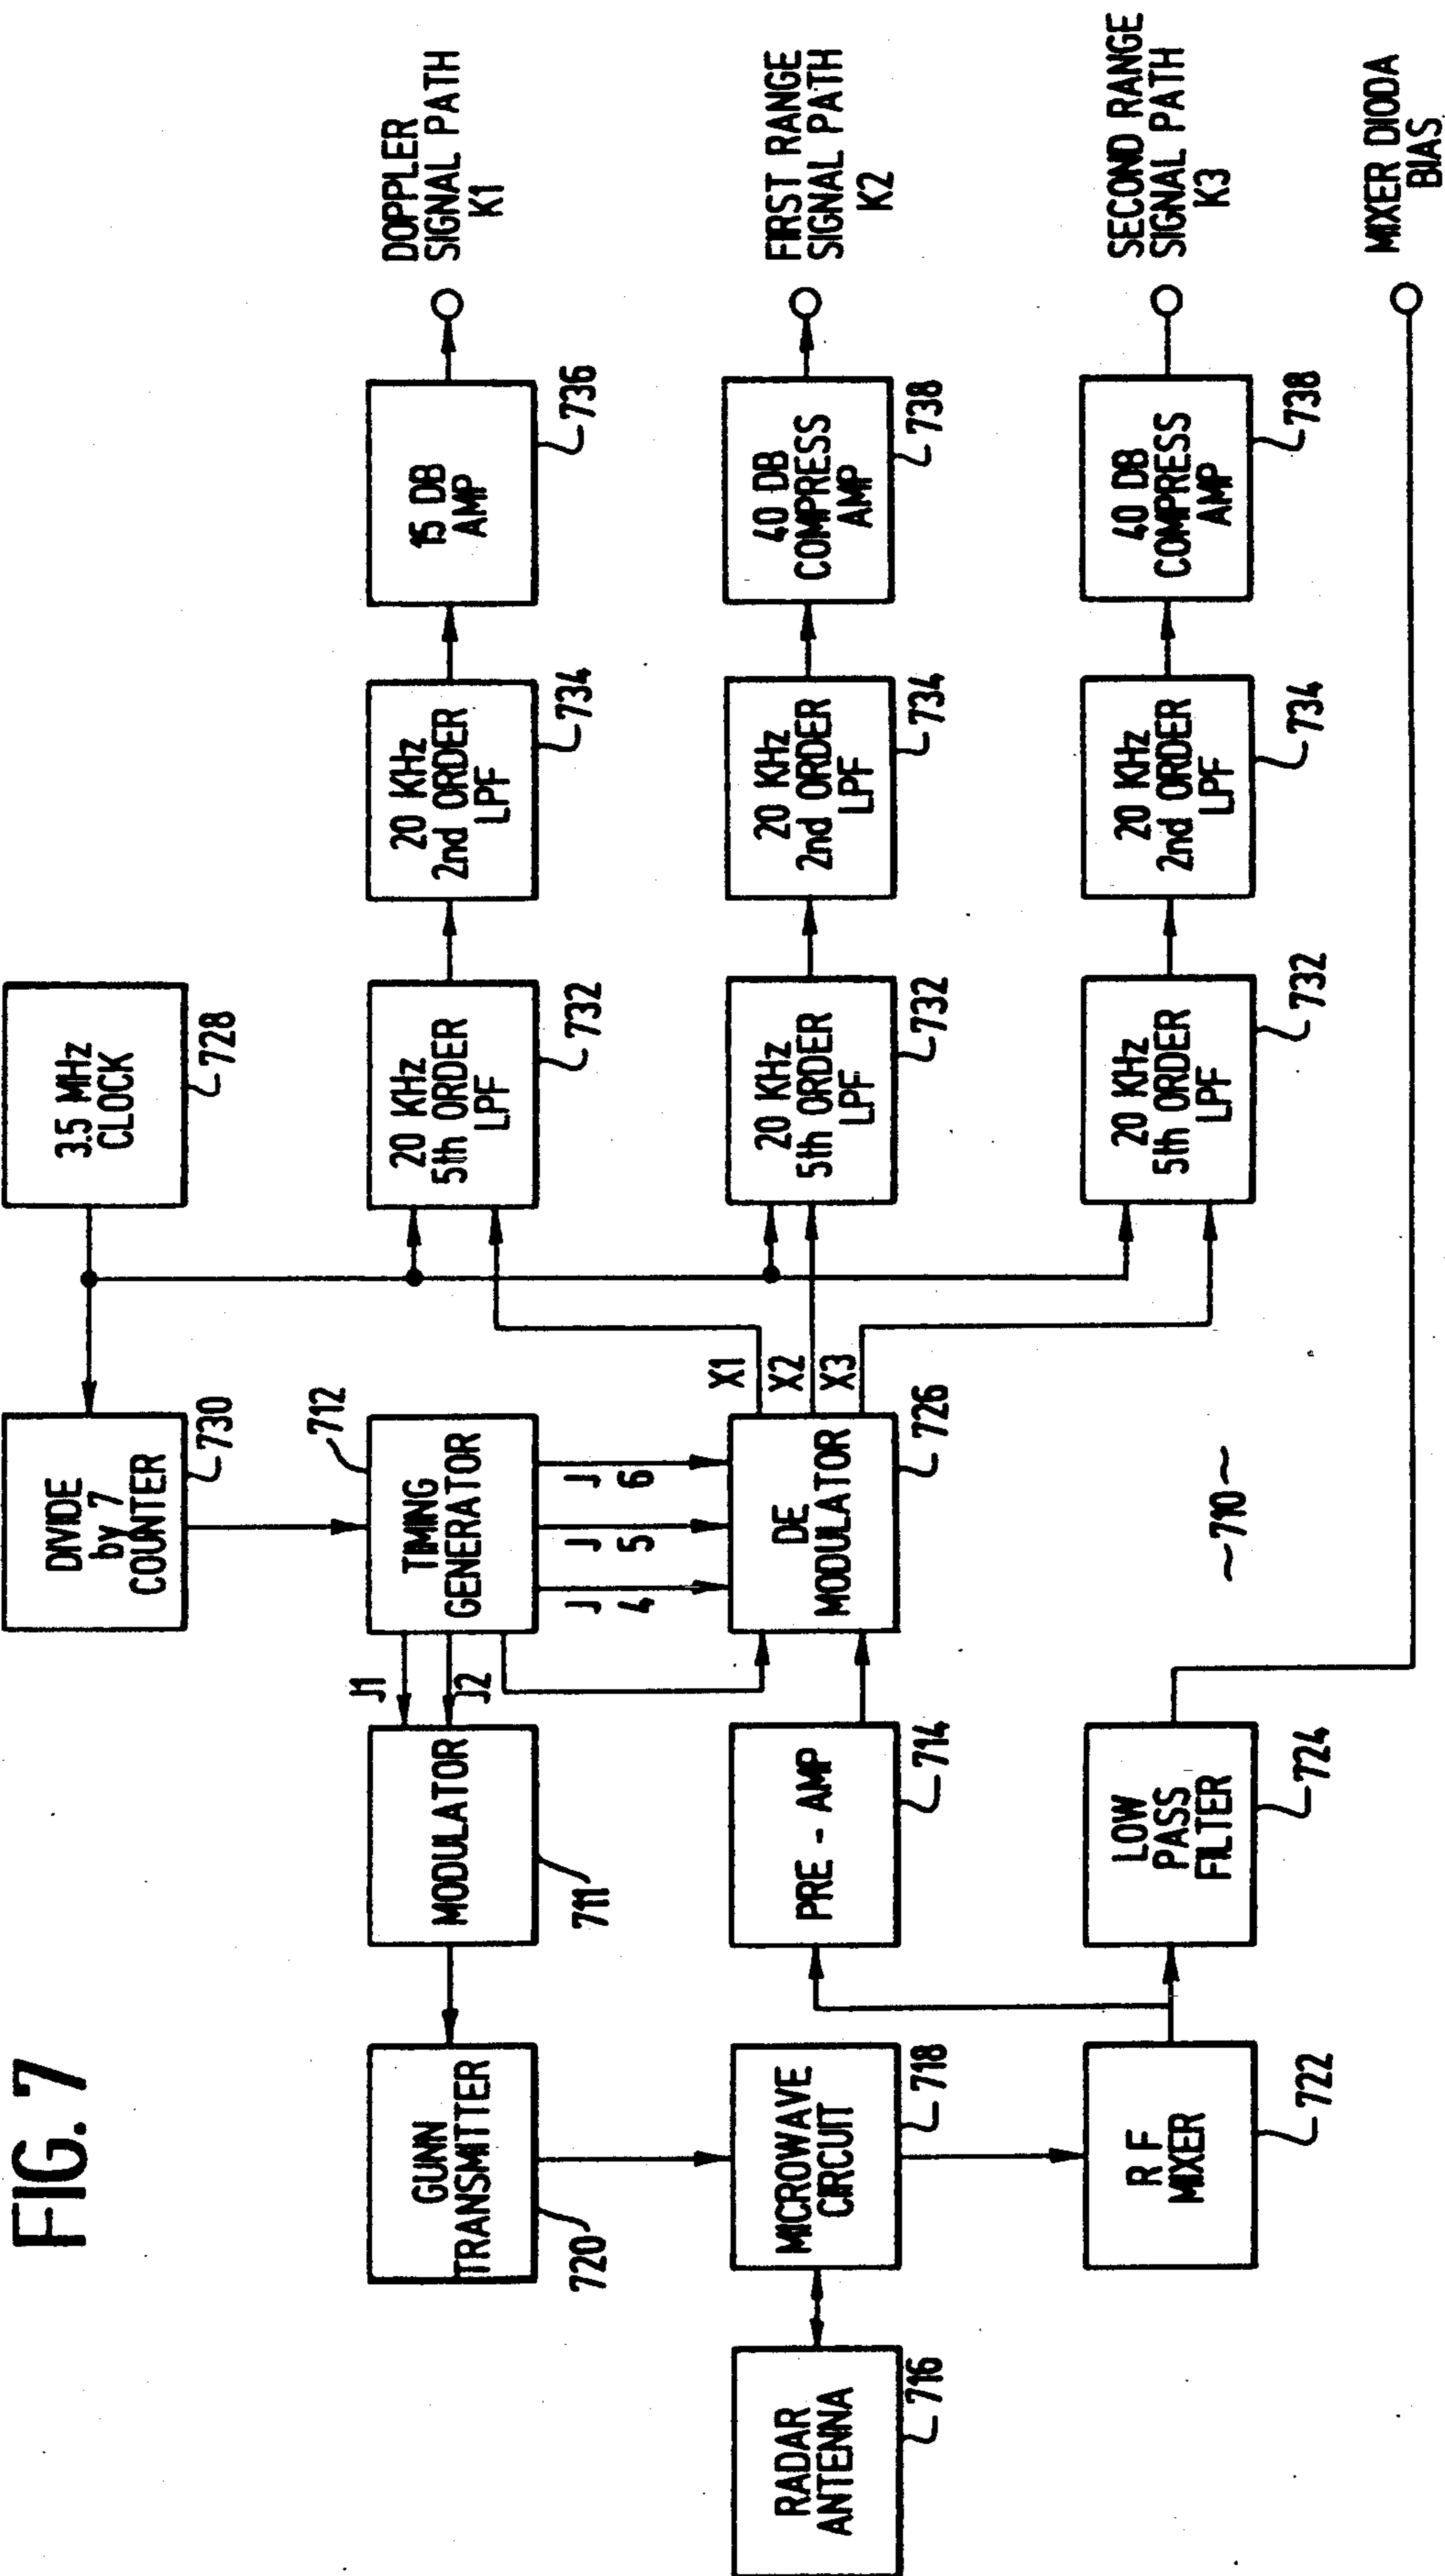 FIG. 7
DIVIDE
by 7
COUNTER
730
3.5 MHz
CLOCK
728
GUNN
TRANSMITTER
720
MODULATOR
711
J1
J2
TIMING
GENERATOR
712
20 KHz
5th ORDER
LPF
732
20 KHz
2nd ORDER
LPF
734
15 DB
AMP
736
DOPPLER
SIGNAL PATH
K1
J
4
J
5
J
6
RADAR
ANTENNA
716
MICROWAVE
CIRCUIT
718
PRE - AMP
714
DE
MODULATOR
726
X1
X2
X3
20 KHz
5th ORDER
LPF
732
20 KHz
2nd ORDER
LPF
734
40 DB
COMPRESS
AMP
738
FIRST RANGE
SIGNAL PATH
K2
R F
MIXER
722
LOW
PASS
FILTER
724
~710~
20 KHz
5th ORDER
LPF
732
20 KHz
2nd ORDER
LPF
734
40 DB
COMPRESS
AMP
738
SECOND RANGE
SIGNAL PATH
K3
MIXER DIODA
BIAS